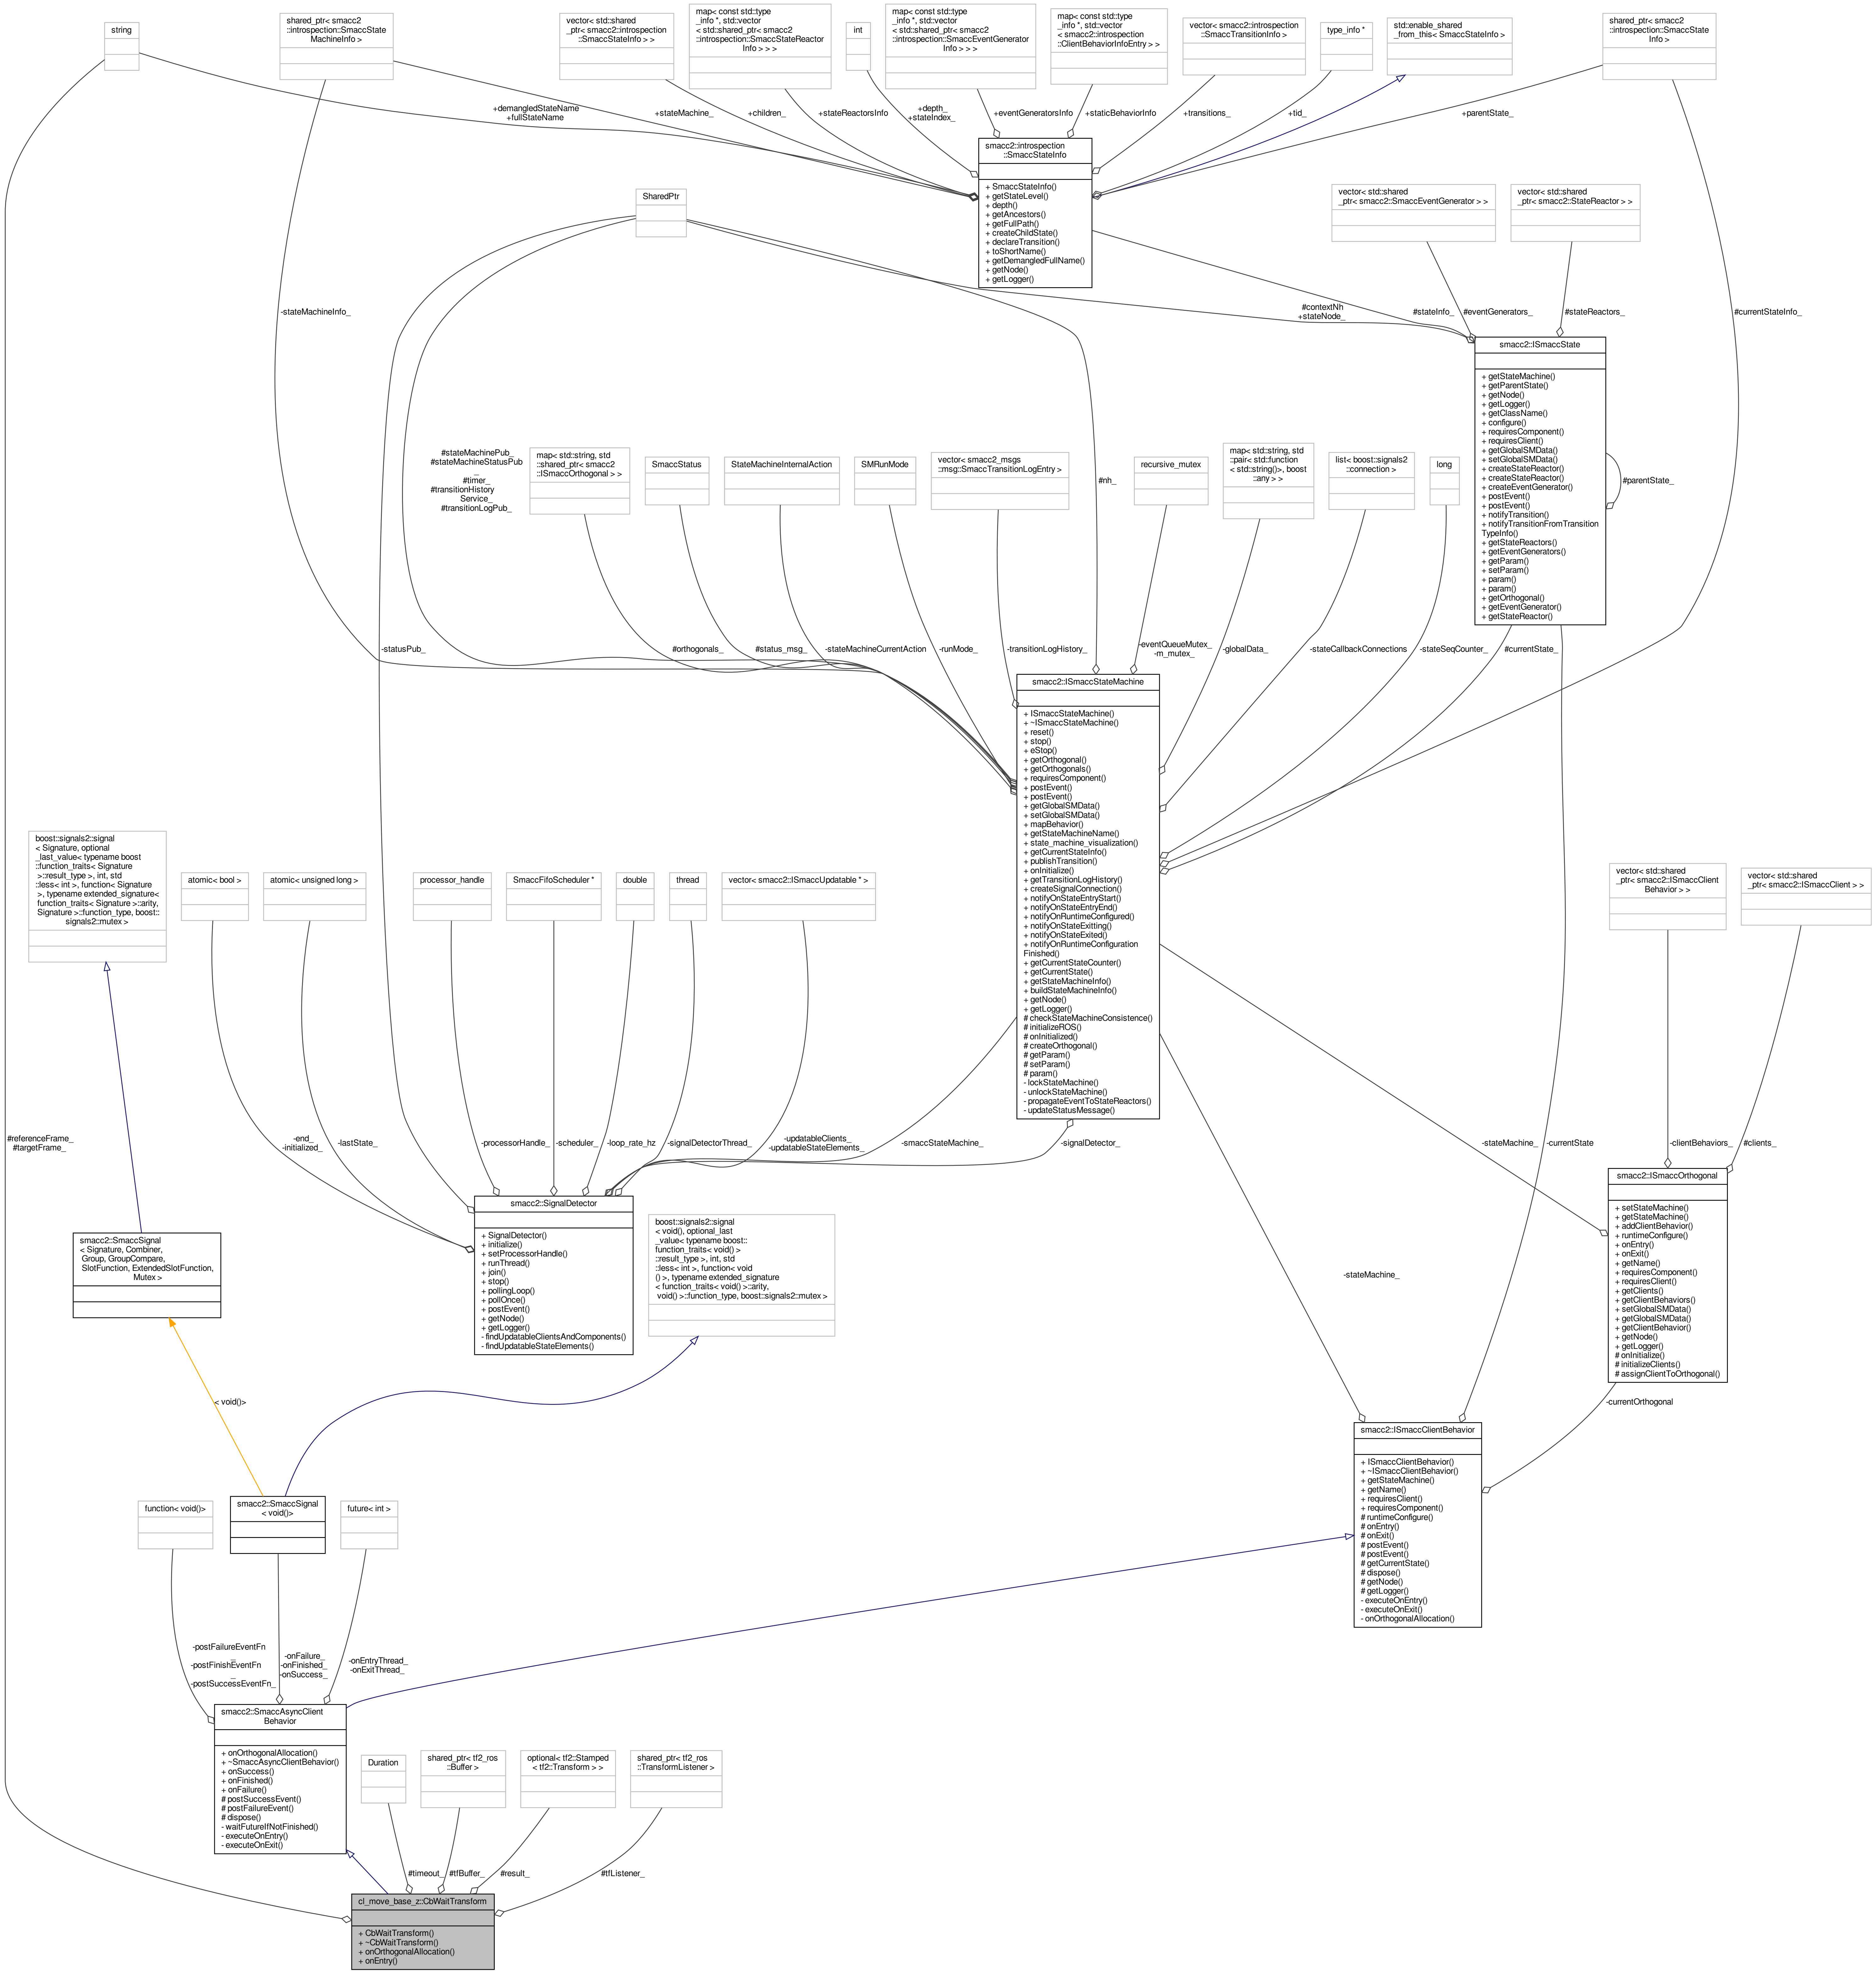 string
shared_ptr< smacc2
::introspection::SmaccState
MachineInfo >
vector< std::shared
_ptr< smacc2::introspection
::SmaccStateInfo > >
map< const std::type
_info *, std::vector
< std::shared_ptr< smacc2
::introspection::SmaccStateReactor
Info > > >
int
map< const std::type
_info *, std::vector
< std::shared_ptr< smacc2
::introspection::SmaccEventGenerator
Info > > >
map< const std::type
_info *, std::vector
< smacc2::introspection
::ClientBehaviorInfoEntry > >
vector< smacc2::introspection
::SmaccTransitionInfo >
type_info *
std::enable_shared
_from_this< SmaccStateInfo >
shared_ptr< smacc2
::introspection::SmaccState
Info >
+demangledStateName
+fullStateName
+stateMachine_
+children_
+stateReactorsInfo
+depth_
+stateIndex_
+eventGeneratorsInfo
+staticBehaviorInfo
+transitions_
+tid_
+parentState_
smacc2::introspection
::SmaccStateInfo
+ SmaccStateInfo()
+ getStateLevel()
+ depth()
+ getAncestors()
+ getFullPath()
+ createChildState()
+ declareTransition()
+ toShortName()
+ getDemangledFullName()
+ getNode()
+ getLogger()
SharedPtr
vector< std::shared
_ptr< smacc2::SmaccEventGenerator > >
vector< std::shared
_ptr< smacc2::StateReactor > >
-stateMachineInfo_
#contextNh
+stateNode_
#stateInfo_
#eventGenerators_
#stateReactors_
#currentStateInfo_
smacc2::ISmaccState
+ getStateMachine()
+ getParentState()
+ getNode()
+ getLogger()
+ getClassName()
+ configure()
+ requiresComponent()
+ requiresClient()
+ getGlobalSMData()
+ setGlobalSMData()
+ createStateReactor()
+ createStateReactor()
+ createEventGenerator()
+ postEvent()
+ postEvent()
+ notifyTransition()
+ notifyTransitionFromTransition
TypeInfo()
+ getStateReactors()
+ getEventGenerators()
+ getParam()
+ setParam()
+ param()
+ param()
+ getOrthogonal()
+ getEventGenerator()
+ getStateReactor()
#parentState_
#stateMachinePub_
#stateMachineStatusPub
_
#timer_
#transitionHistory
Service_
#transitionLogPub_
map< std::string, std
::shared_ptr< smacc2
::ISmaccOrthogonal > >
SmaccStatus
StateMachineInternalAction
SMRunMode
vector< smacc2_msgs
::msg::SmaccTransitionLogEntry >
#nh_
recursive_mutex
map< std::string, std
::pair< std::function
< std::string()>, boost
::any > >
list< boost::signals2
::connection >
long
-statusPub_
#orthogonals_
#status_msg_
-stateMachineCurrentAction
-runMode_
-transitionLogHistory_
-eventQueueMutex_
-m_mutex_
-globalData_
-stateCallbackConnections
-stateSeqCounter_
#currentState_
smacc2::ISmaccStateMachine
+ ISmaccStateMachine()
+ ~ISmaccStateMachine()
+ reset()
+ stop()
+ eStop()
+ getOrthogonal()
+ getOrthogonals()
+ requiresComponent()
+ postEvent()
+ postEvent()
+ getGlobalSMData()
+ setGlobalSMData()
+ mapBehavior()
+ getStateMachineName()
+ state_machine_visualization()
+ getCurrentStateInfo()
+ publishTransition()
+ onInitialize()
+ getTransitionLogHistory()
+ createSignalConnection()
+ notifyOnStateEntryStart()
+ notifyOnStateEntryEnd()
+ notifyOnRuntimeConfigured()
+ notifyOnStateExitting()
+ notifyOnStateExited()
+ notifyOnRuntimeConfiguration
Finished()
+ getCurrentStateCounter()
+ getCurrentState()
+ getStateMachineInfo()
+ buildStateMachineInfo()
+ getNode()
+ getLogger()
# checkStateMachineConsistence()
# initializeROS()
# onInitialized()
# createOrthogonal()
# getParam()
# setParam()
# param()
- lockStateMachine()
- unlockStateMachine()
- propagateEventToStateReactors()
- updateStatusMessage()
boost::signals2::signal
< Signature, optional
_last_value< typename boost
::function_traits< Signature
>::result_type >, int, std
::less< int >, function< Signature
>, typename extended_signature<
function_traits< Signature >::arity,
Signature >::function_type, boost::
signals2::mutex >
atomic< bool >
atomic< unsigned long >
processor_handle
SmaccFifoScheduler *
double
thread
vector< smacc2::ISmaccUpdatable * >
vector< std::shared
_ptr< smacc2::ISmaccClient
Behavior > >
vector< std::shared
_ptr< smacc2::ISmaccClient > >
#referenceFrame_
#targetFrame_
-end_
-initialized_
-lastState_
-processorHandle_
-scheduler_
-loop_rate_hz
-signalDetectorThread_
-updatableClients_
-updatableStateElements_
-smaccStateMachine_
-signalDetector_
-stateMachine_
-currentState
-clientBehaviors_
#clients_
smacc2::SignalDetector
+ SignalDetector()
+ initialize()
+ setProcessorHandle()
+ runThread()
+ join()
+ stop()
+ pollingLoop()
+ pollOnce()
+ postEvent()
+ getNode()
+ getLogger()
- findUpdatableClientsAndComponents()
- findUpdatableStateElements()
smacc2::ISmaccOrthogonal
+ setStateMachine()
+ getStateMachine()
+ addClientBehavior()
+ runtimeConfigure()
+ onEntry()
+ onExit()
+ getName()
+ requiresComponent()
+ requiresClient()
+ getClients()
+ getClientBehaviors()
+ setGlobalSMData()
+ getGlobalSMData()
+ getClientBehavior()
+ getNode()
+ getLogger()
# onInitialize()
# initializeClients()
# assignClientToOrthogonal()
smacc2::SmaccSignal
< Signature, Combiner,
Group, GroupCompare,
SlotFunction, ExtendedSlotFunction,
Mutex >
boost::signals2::signal
< void(), optional_last
_value< typename boost::
function_traits< void() >
::result_type >, int, std
::less< int >, function< void
() >, typename extended_signature
< function_traits< void() >::arity,
void() >::function_type, boost::signals2::mutex >
-stateMachine_
< void()>
-currentOrthogonal
smacc2::ISmaccClientBehavior
+ ISmaccClientBehavior()
+ ~ISmaccClientBehavior()
+ getStateMachine()
+ getName()
+ requiresClient()
+ requiresComponent()
# runtimeConfigure()
# onEntry()
# onExit()
# postEvent()
# postEvent()
# getCurrentState()
# dispose()
# getNode()
# getLogger()
- executeOnEntry()
- executeOnExit()
- onOrthogonalAllocation()
function< void()>
smacc2::SmaccSignal
< void()>
future< int >
-postFailureEventFn
_
-postFinishEventFn
_
-postSuccessEventFn_
-onFailure_
-onFinished_
-onSuccess_
-onEntryThread_
-onExitThread_
smacc2::SmaccAsyncClient
Behavior
+ onOrthogonalAllocation()
+ ~SmaccAsyncClientBehavior()
+ onSuccess()
+ onFinished()
+ onFailure()
# postSuccessEvent()
# postFailureEvent()
# dispose()
- waitFutureIfNotFinished()
- executeOnEntry()
- executeOnExit()
Duration
shared_ptr< tf2_ros
::Buffer >
optional< tf2::Stamped
< tf2::Transform > >
shared_ptr< tf2_ros
::TransformListener >
#timeout_
#tfBuffer_
#result_
#tfListener_
cl_move_base_z::CbWaitTransform
+ CbWaitTransform()
+ ~CbWaitTransform()
+ onOrthogonalAllocation()
+ onEntry()